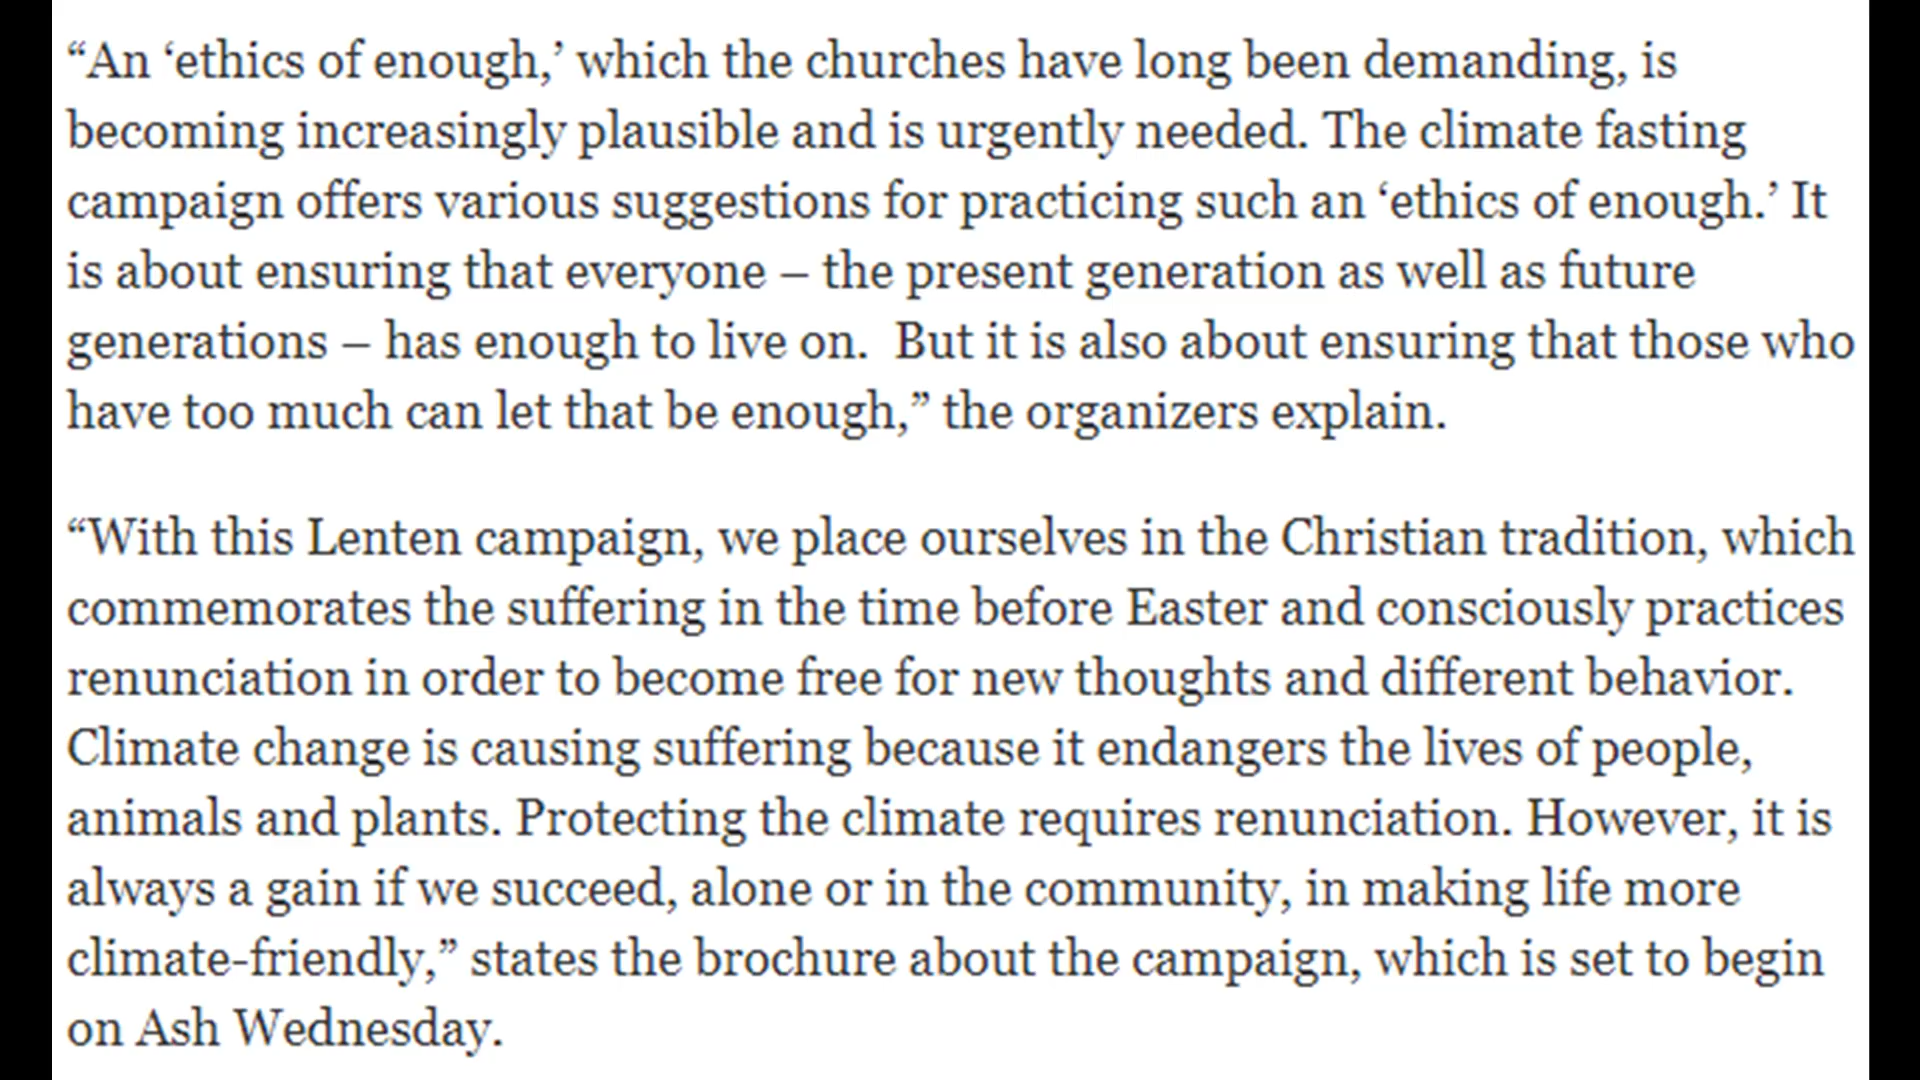 “An ‘ethics of enough,’ which the churches have long been demanding, is
becoming increasingly plausible and is urgently needed. The climate fasting
campaign offers various suggestions for practicing such an ‘ethics of enough.’ It
is about ensuring that everyone – the present generation as well as future
generations – has enough to live on.  But it is also about ensuring that those who
have too much can let that be enough,” the organizers explain.
“With this Lenten campaign, we place ourselves in the Christian tradition, which
commemorates the suffering in the time before Easter and consciously practices
renunciation in order to become free for new thoughts and different behavior.
Climate change is causing suffering because it endangers the lives of people,
animals and plants. Protecting the climate requires renunciation. However, it is
always a gain if we succeed, alone or in the community, in making life more
climate-friendly,” states the brochure about the campaign, which is set to begin
on Ash Wednesday.